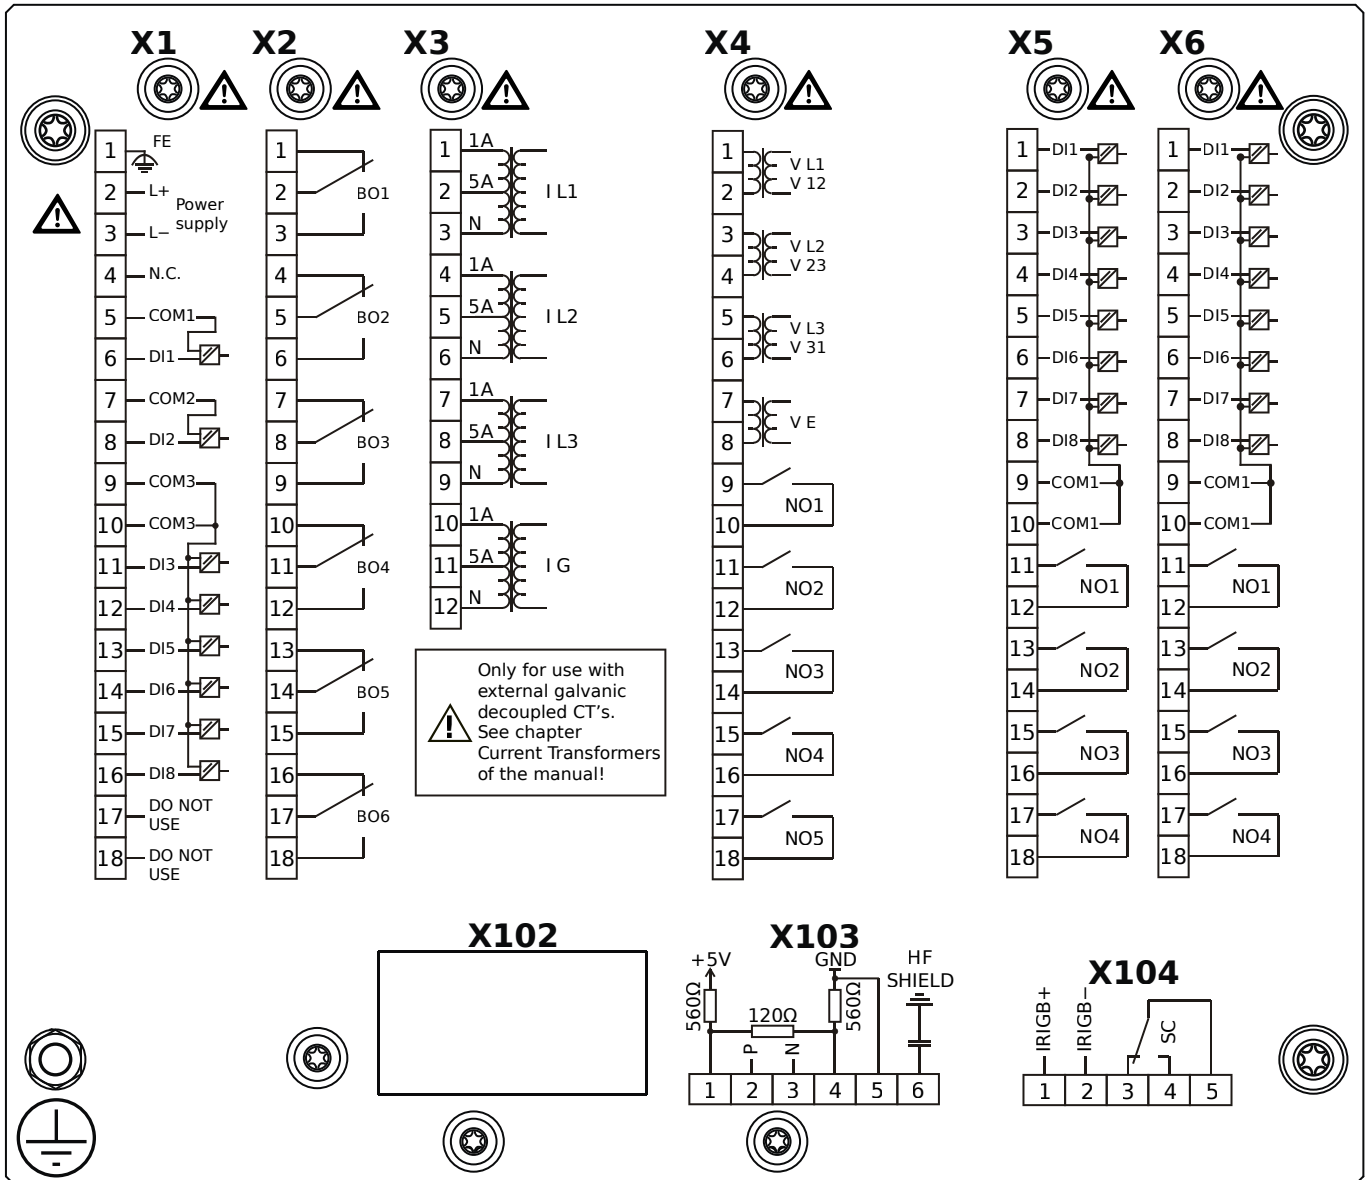 X1
X2
X3
X4
X5
X6
1 FE
2 L+
Power
supply
3 L−
4 N.C.
5 COM1
6 DI1
7 COM2
8 DI2
9 COM3
10 COM3
11 DI3
12 DI4
13 DI5
14 DI6
15 DI7
16 DI8
17 DO NOT
USE
18 DO NOT
USE
1
2 BO1
3
4
5 BO2
6
7
8 BO3
9
10
11 BO4
12
13
14 BO5
15
16
17 BO6
18
1 1A
2 5A I L1
3 N
4 1A
5 5A I L2
6 N
7 1A
8 5A I L3
9 N
10 1A
11 5A I G
12 N
Only for use with
external galvanic
decoupled CT's.
See chapter
Current Transformers
of the manual!
1 V L1
2 V 12
3 V L2
4 V 23
5 V L3
6 V 31
7 V E
8
9 NO1
10
11 NO2
12
13 NO3
14
15 NO4
16
17 NO5
18
1 DI1
2 DI2
3 DI3
4 DI4
5 DI5
6 DI6
7 DI7
8 DI8
9 COM1
10 COM1
11 NO1
12
13 NO2
14
15 NO3
16
17 NO4
18
1 DI1
2 DI2
3 DI3
4 DI4
5 DI5
6 DI6
7 DI7
8 DI8
9 COM1
10 COM1
11 NO1
12
13 NO2
14
15 NO3
16
17 NO4
18
X102
X103
+5V GND HF
SHIELD
560Ω 120Ω 560Ω
P N
1 2 3 4 5 6
X104
IRIGB+ IRIGB− SC
1 2 3 4 5